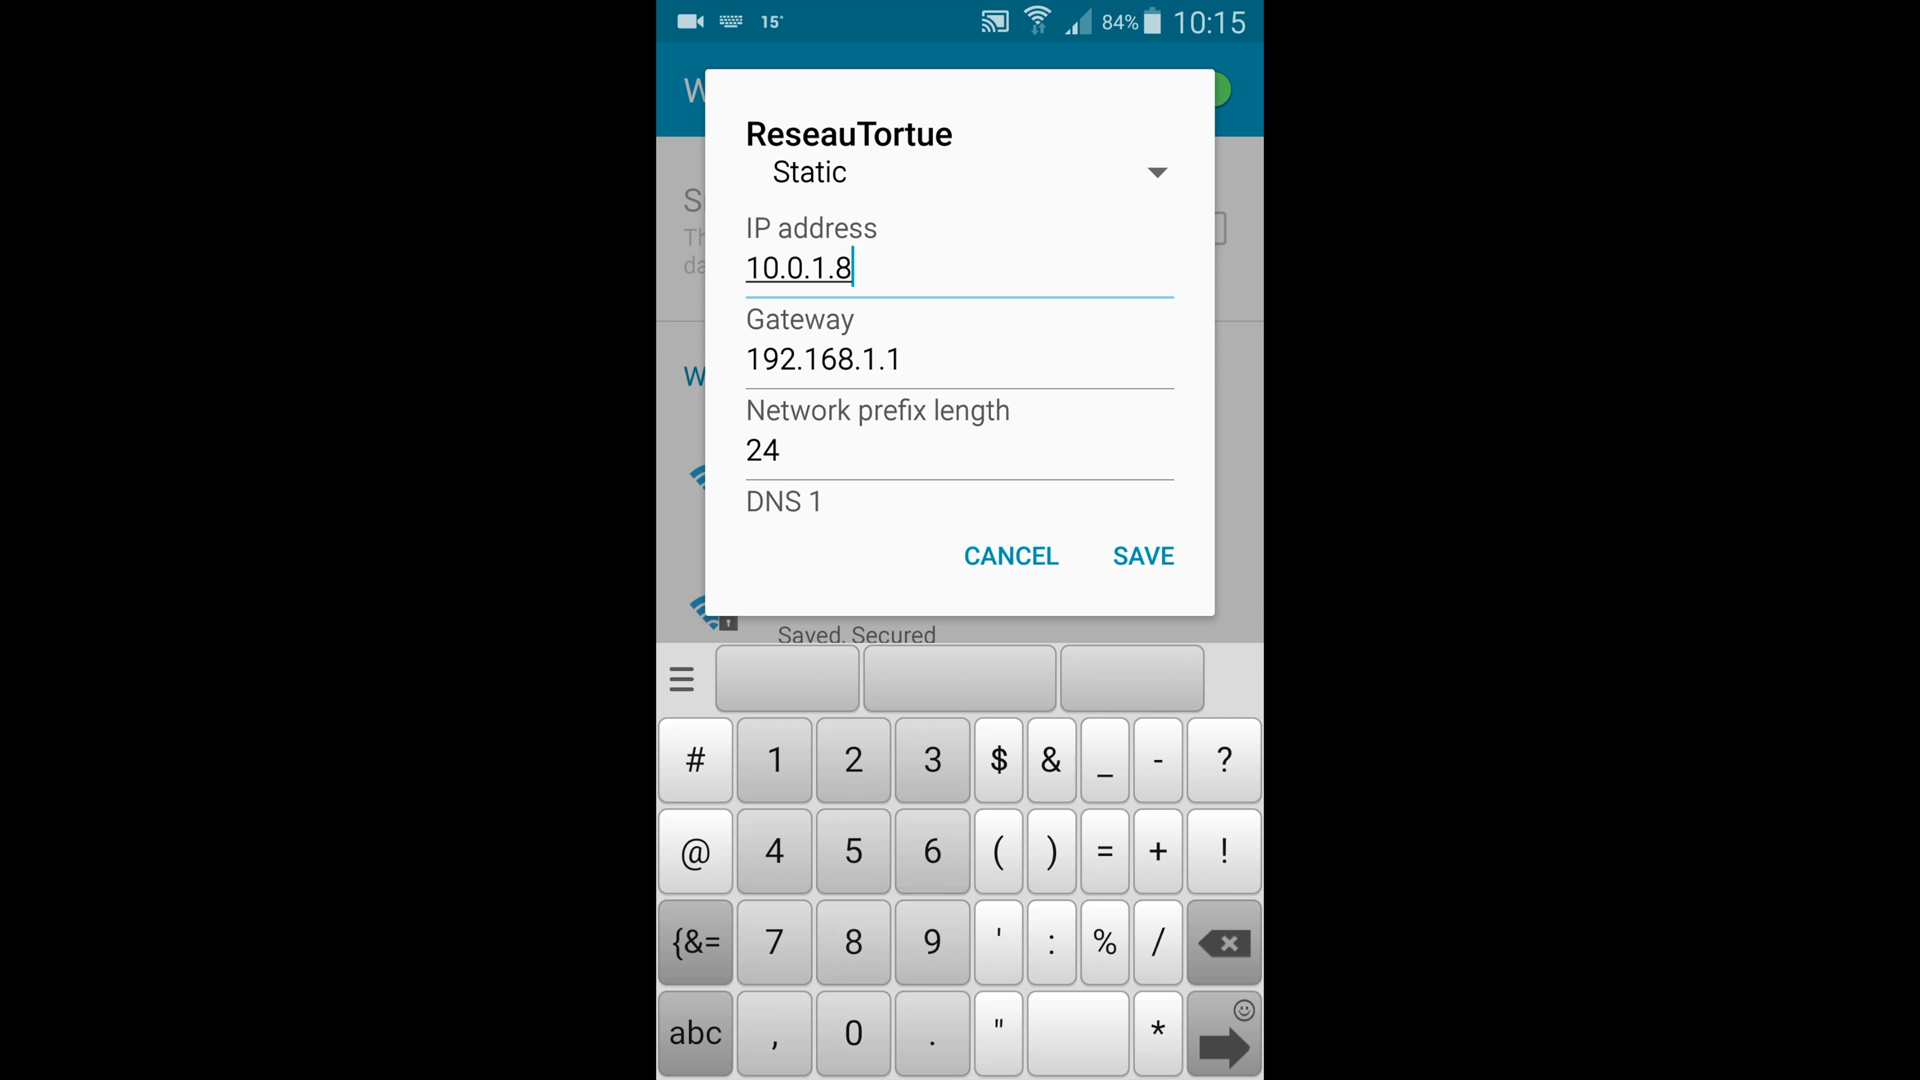 15°
84%
10:15
W
ReseauTortue
Static
S
Th
da
IP address
10.0.1.8
Gateway
192.168.1.1
W
Network prefix length
24
DNS 1
CANCEL SAVE
Saved, Secured
# 1 2 3 $ & _ - ?
@ 4 5 6 ( ) = + !
{&= 7 8 9 ' : % /
abc , 0 . " *